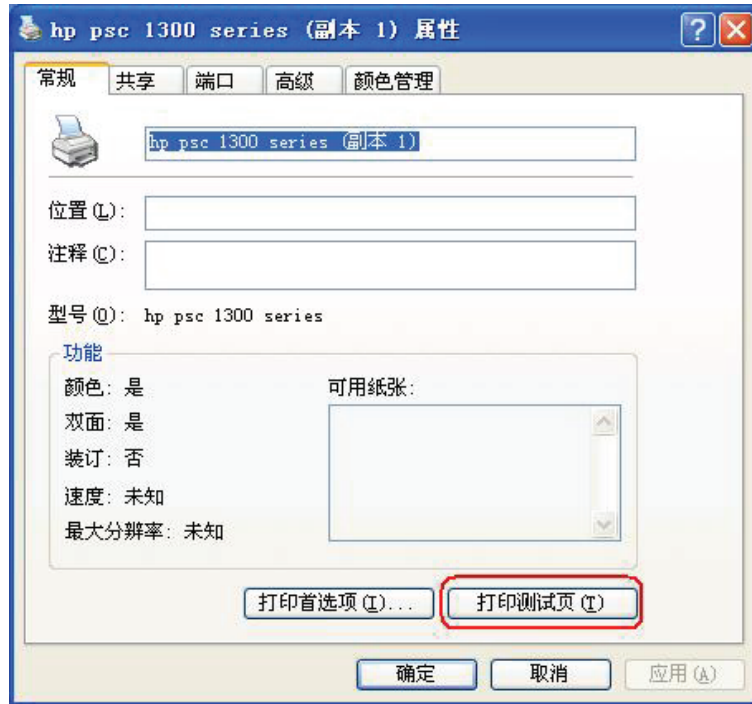 hp psc 1300 series (副本 1) 属性
常规 共享 端口 高级 颜色管理
hp psc 1300 series (副本 1)
位置(L):
注释(C):
型号(O): hp psc 1300 series
功能
颜色: 是 可用纸张:
双面: 是
装订: 否
速度: 未知
最大分辨率: 未知
打印首选项(I)... 打印测试页(T)
确定 取消 应用(A)